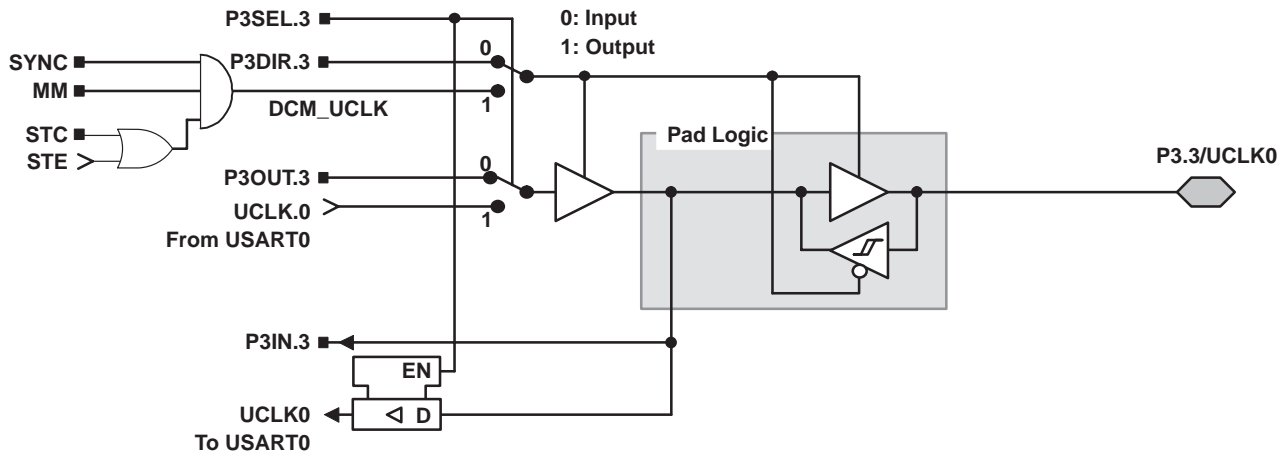 P3SEL.3
0: Input
1: Output
SYNC
P3DIR.3
0
MM
DCM_UCLK
1
STC
STE
Pad Logic
P3.3/UCLK0
P3OUT.3
0
UCLK.0
1
From USART0
P3IN.3
EN
UCLK0
D
To USART0